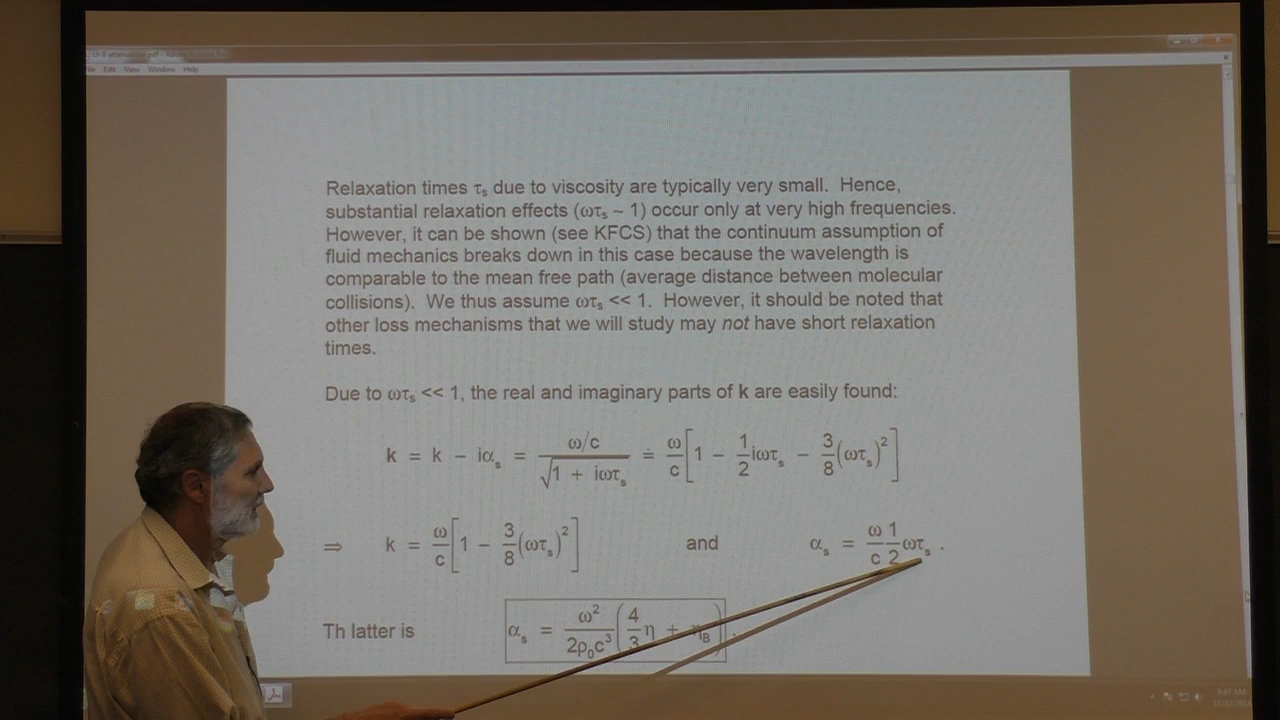 File Edit View Window Help
Relaxation times τₛ due to viscosity are typically very small. Hence,
substantial relaxation effects (ωτₛ ~ 1) occur only at very high frequencies.
However, it can be shown (see KFCS) that the continuum assumption of
fluid mechanics breaks down in this case because the wavelength is
comparable to the mean free path (average distance between molecular
collisions). We thus assume ωτₛ << 1. However, it should be noted that
other loss mechanisms that we will study may not have short relaxation
times.
Due to ωτₛ << 1, the real and imaginary parts of k are easily found:
k = k - iαₛ = (ω/c)/√(1 + iωτₛ) ≐ ω/c [1 - 1/2 iωτₛ - 3/8 (ωτₛ)²]
⇒ k = ω/c [1 - 3/8 (ωτₛ)²] and αₛ = ω/c 1/2 ωτₛ .
Th latter is αₛ = ω²/(2ρ₀c³) (4/3 η + η_B) .